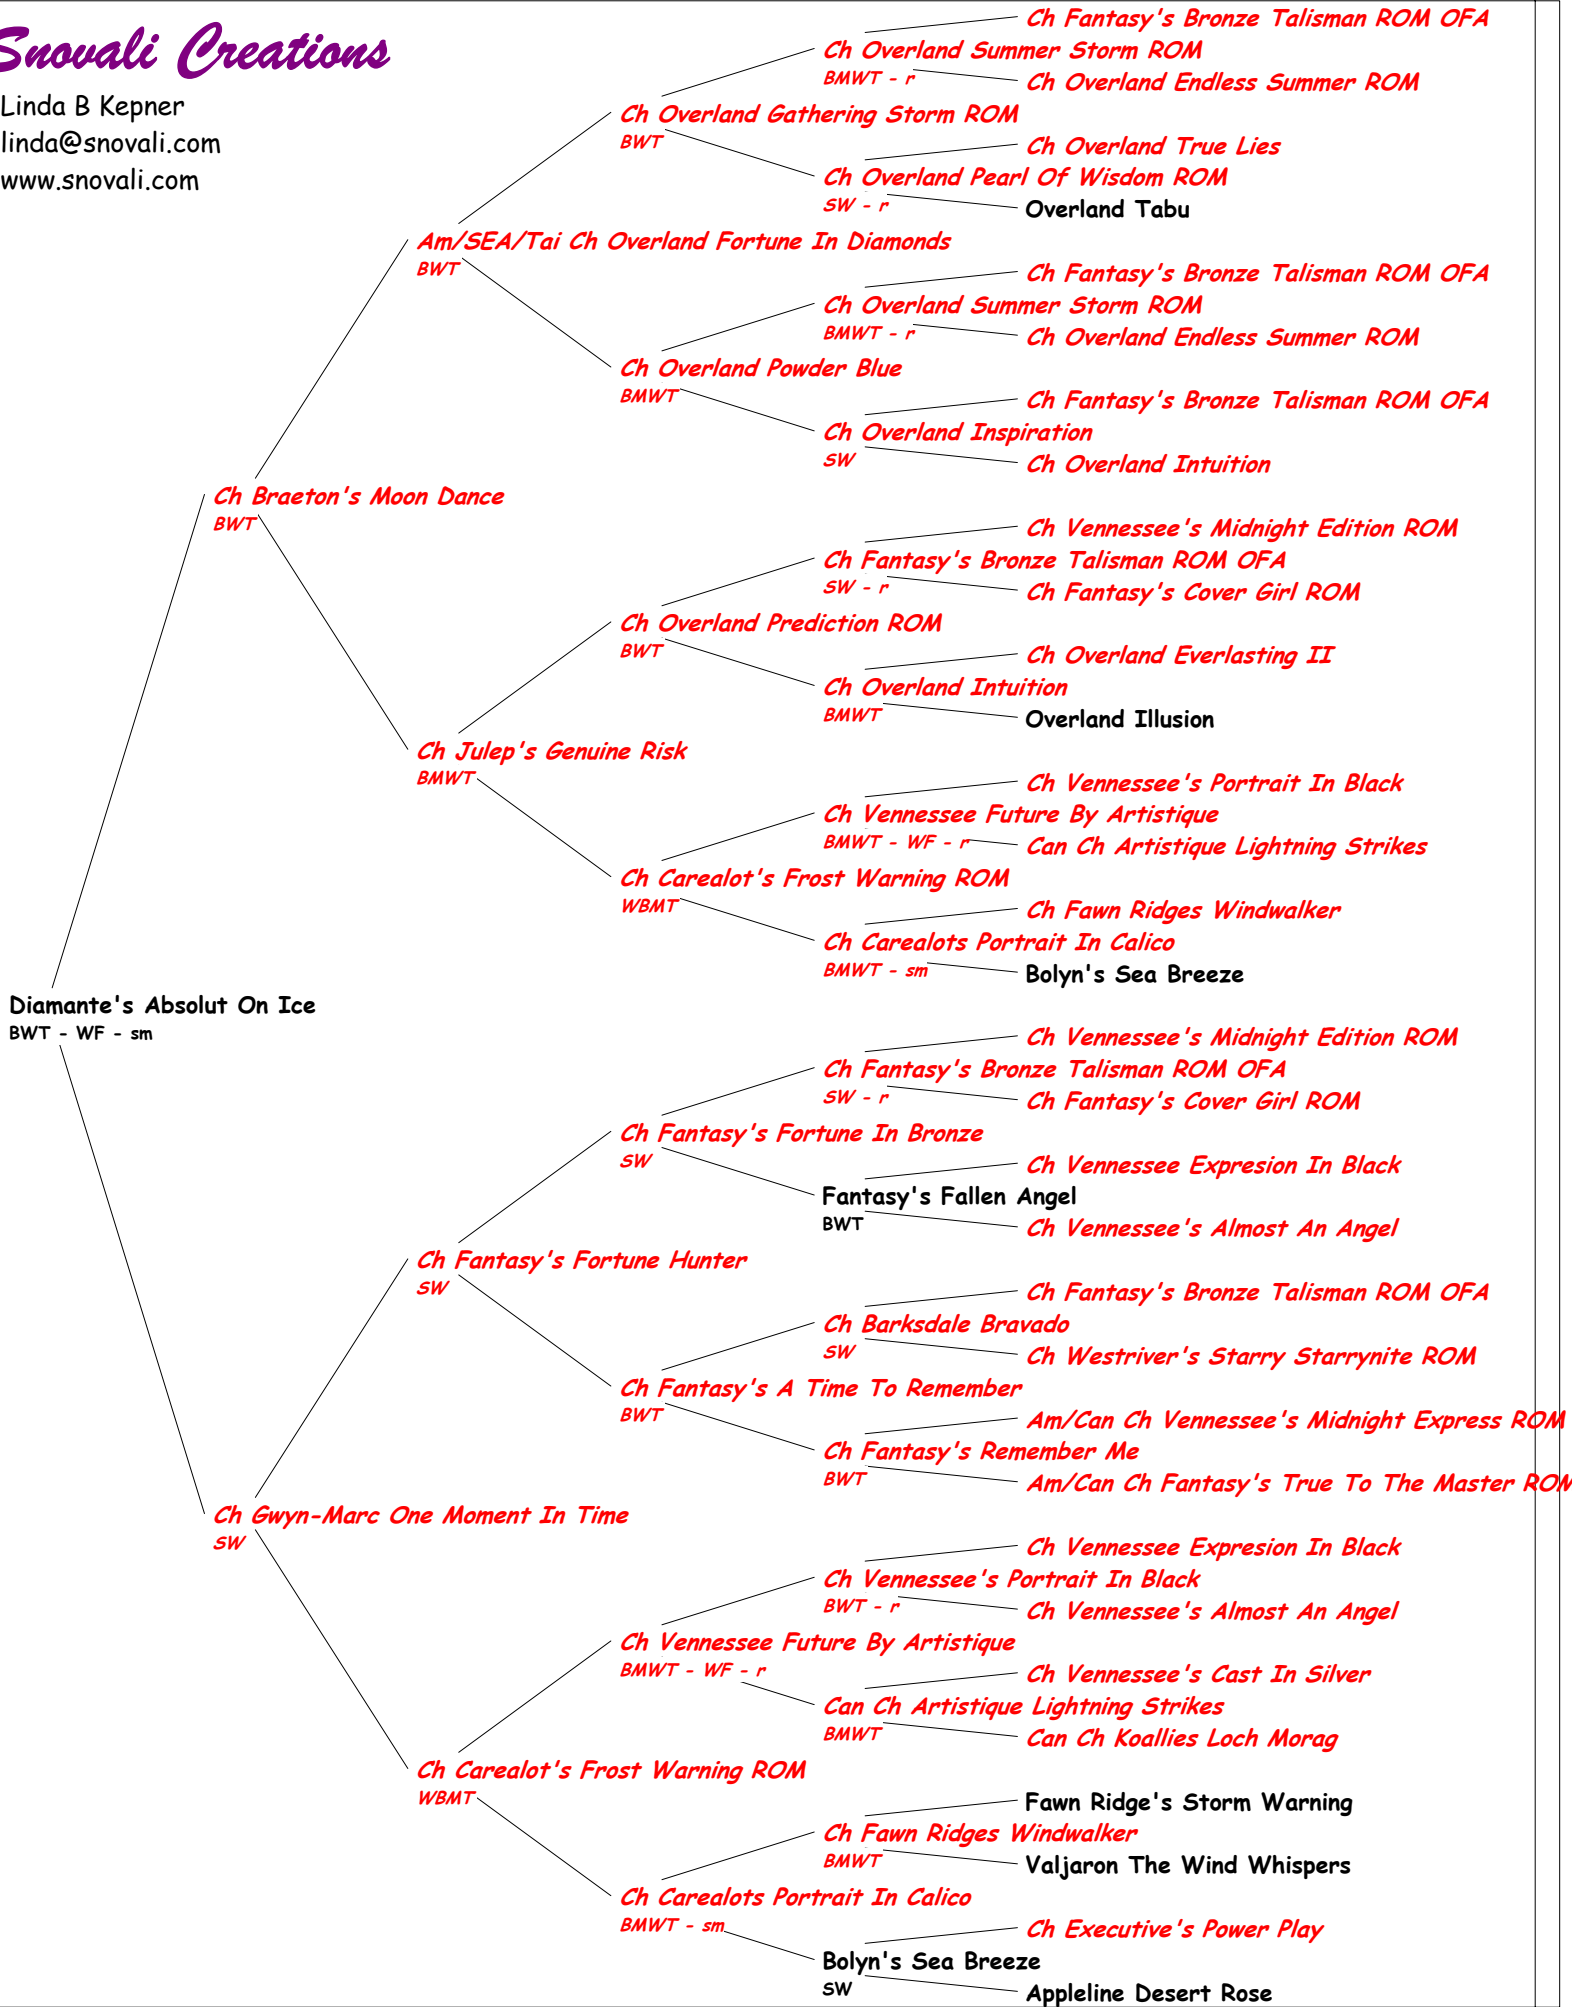 Snovali Creations
Linda B Kepner
linda@snovali.com
www.snovali.com
Ch Fantasy's Bronze Talisman ROM OFA
Ch Overland Summer Storm ROM
BMWT - r
Ch Overland Endless Summer ROM
Ch Overland Gathering Storm ROM
BWT
Ch Overland True Lies
Ch Overland Pearl Of Wisdom ROM
SW - r
Overland Tabu
Am/SEA/Tai Ch Overland Fortune In Diamonds
BWT
Ch Fantasy's Bronze Talisman ROM OFA
Ch Overland Summer Storm ROM
BMWT - r
Ch Overland Endless Summer ROM
Ch Overland Powder Blue
BMWT
Ch Fantasy's Bronze Talisman ROM OFA
Ch Overland Inspiration
SW
Ch Overland Intuition
Ch Braeton's Moon Dance
BWT
Ch Vennessee's Midnight Edition ROM
Ch Fantasy's Bronze Talisman ROM OFA
SW - r
Ch Fantasy's Cover Girl ROM
Ch Overland Prediction ROM
BWT
Ch Overland Everlasting II
Ch Overland Intuition
BMWT
Overland Illusion
Ch Julep's Genuine Risk
BMWT
Ch Vennessee's Portrait In Black
Ch Vennessee Future By Artistique
BMWT - WF - r
Can Ch Artistique Lightning Strikes
Ch Carealot's Frost Warning ROM
WBMT
Ch Fawn Ridges Windwalker
Ch Carealots Portrait In Calico
BMWT - sm
Bolyn's Sea Breeze
Diamante's Absolut On Ice
BWT - WF - sm
Ch Vennessee's Midnight Edition ROM
Ch Fantasy's Bronze Talisman ROM OFA
SW - r
Ch Fantasy's Cover Girl ROM
Ch Fantasy's Fortune In Bronze
SW
Ch Vennessee Expresion In Black
Fantasy's Fallen Angel
BWT
Ch Vennessee's Almost An Angel
Ch Fantasy's Fortune Hunter
SW
Ch Fantasy's Bronze Talisman ROM OFA
Ch Barksdale Bravado
SW
Ch Westriver's Starry Starrynite ROM
Ch Fantasy's A Time To Remember
BWT
Am/Can Ch Vennessee's Midnight Express ROM
Ch Fantasy's Remember Me
BWT
Am/Can Ch Fantasy's True To The Master ROM
Ch Gwyn-Marc One Moment In Time
SW
Ch Vennessee Expresion In Black
Ch Vennessee's Portrait In Black
BWT - r
Ch Vennessee's Almost An Angel
Ch Vennessee Future By Artistique
BMWT - WF - r
Ch Vennessee's Cast In Silver
Can Ch Artistique Lightning Strikes
BMWT
Can Ch Koallies Loch Morag
Ch Carealot's Frost Warning ROM
WBMT
Fawn Ridge's Storm Warning
Ch Fawn Ridges Windwalker
BMWT
Valjaron The Wind Whispers
Ch Carealots Portrait In Calico
BMWT - sm
Ch Executive's Power Play
Bolyn's Sea Breeze
SW
Appleline Desert Rose